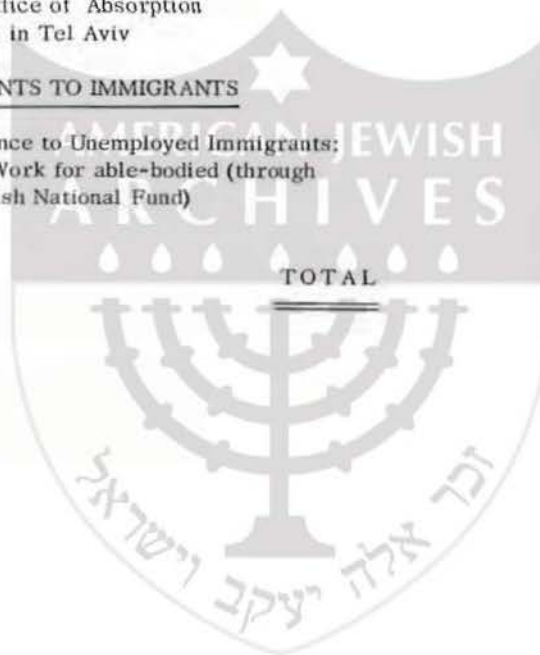 ffice of Absorption
in Tel Aviv
NTS TO IMMIGRANTS
nce to Unemployed Immigrants:
Work for able-bodied (through
sh National Fund)
TOTAL
AMERICAN JEWISH
ARCHIVES
זכר אלה יעקב וישראל